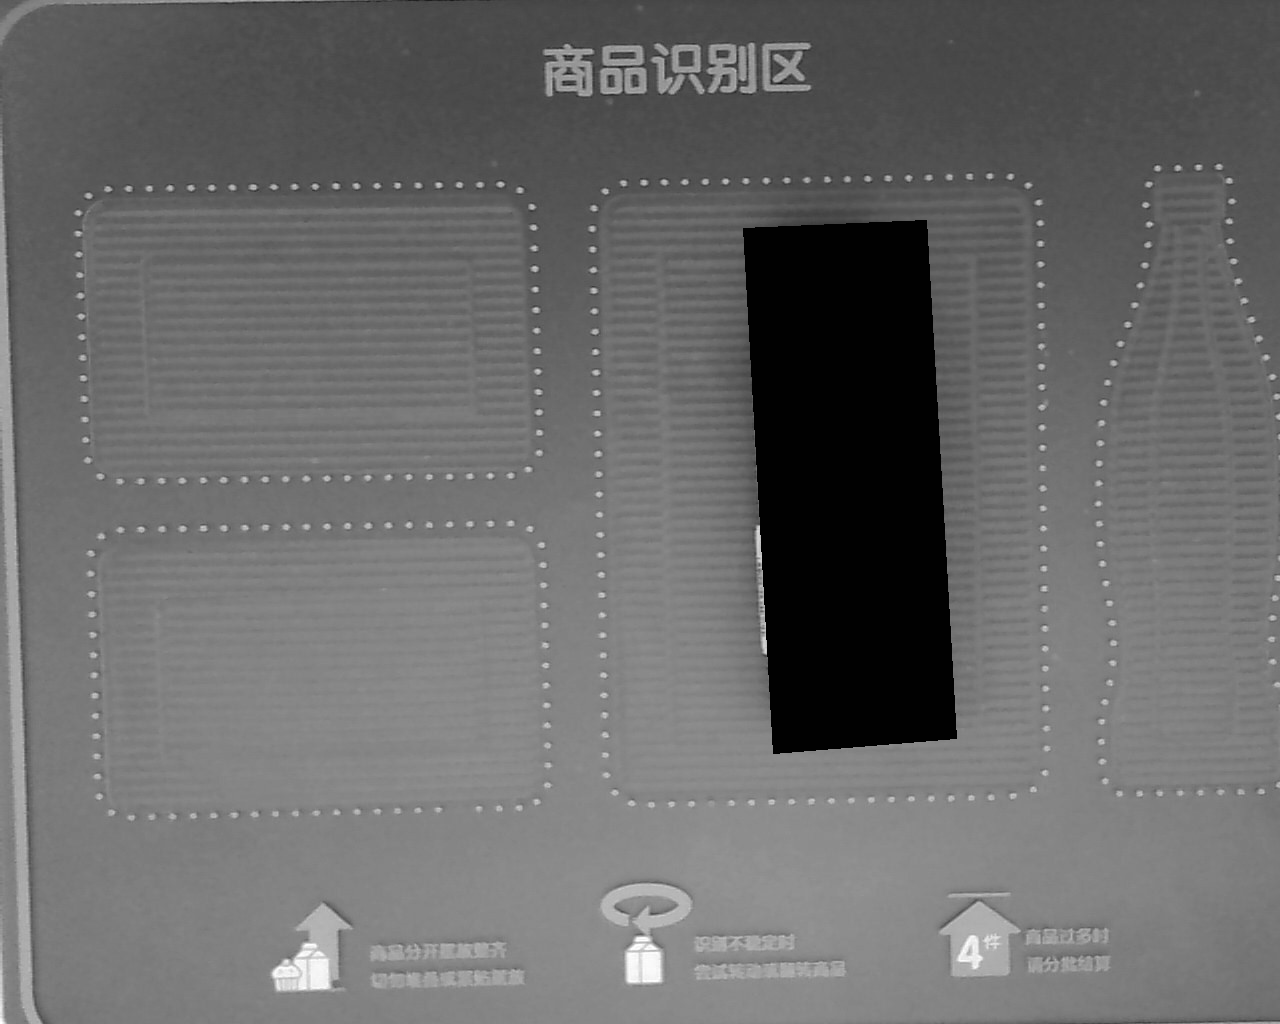 商品识别区
商品分开摆放整齐
切勿堆叠或紧贴摆放
识别不稳定时
尝试转动或翻转商品
4件
商品过多时
请分批结算